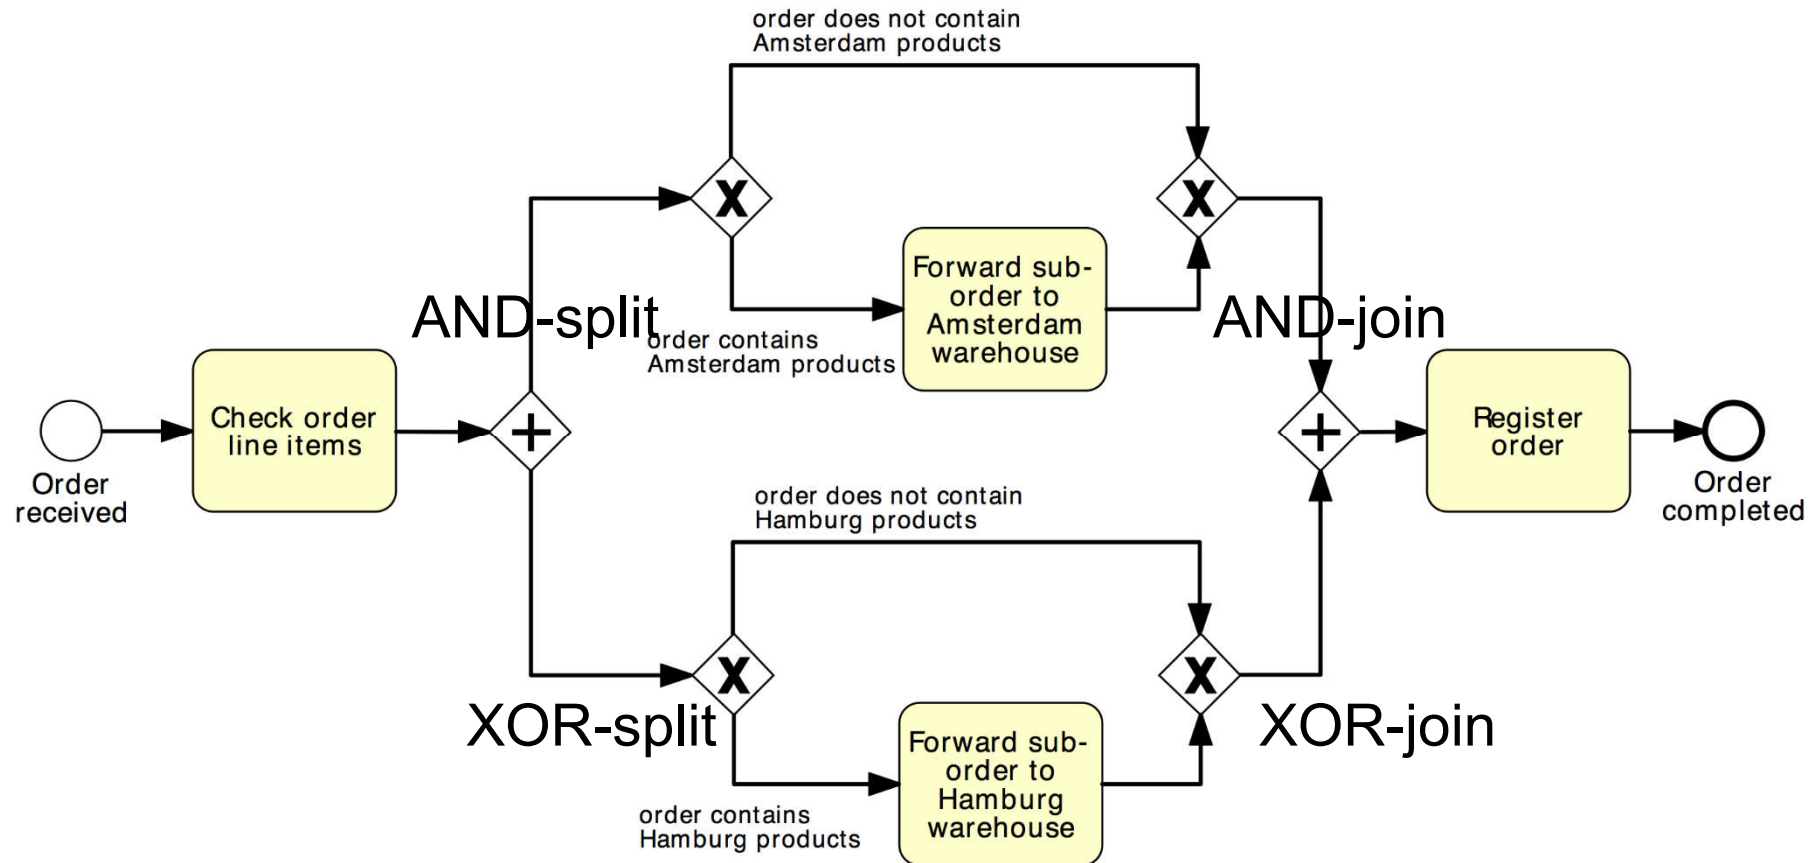 order does not contain
Amsterdam products
X
X
AND-split
Forward sub-
order to
Amsterdam
warehouse
AND-join
order contains
Amsterdam products
Check order
line items
+
+
Register
order
Order
received
Order
completed
order does not contain
Hamburg products
X
X
XOR-split
XOR-join
Forward sub-
order to
Hamburg
warehouse
order contains
Hamburg products